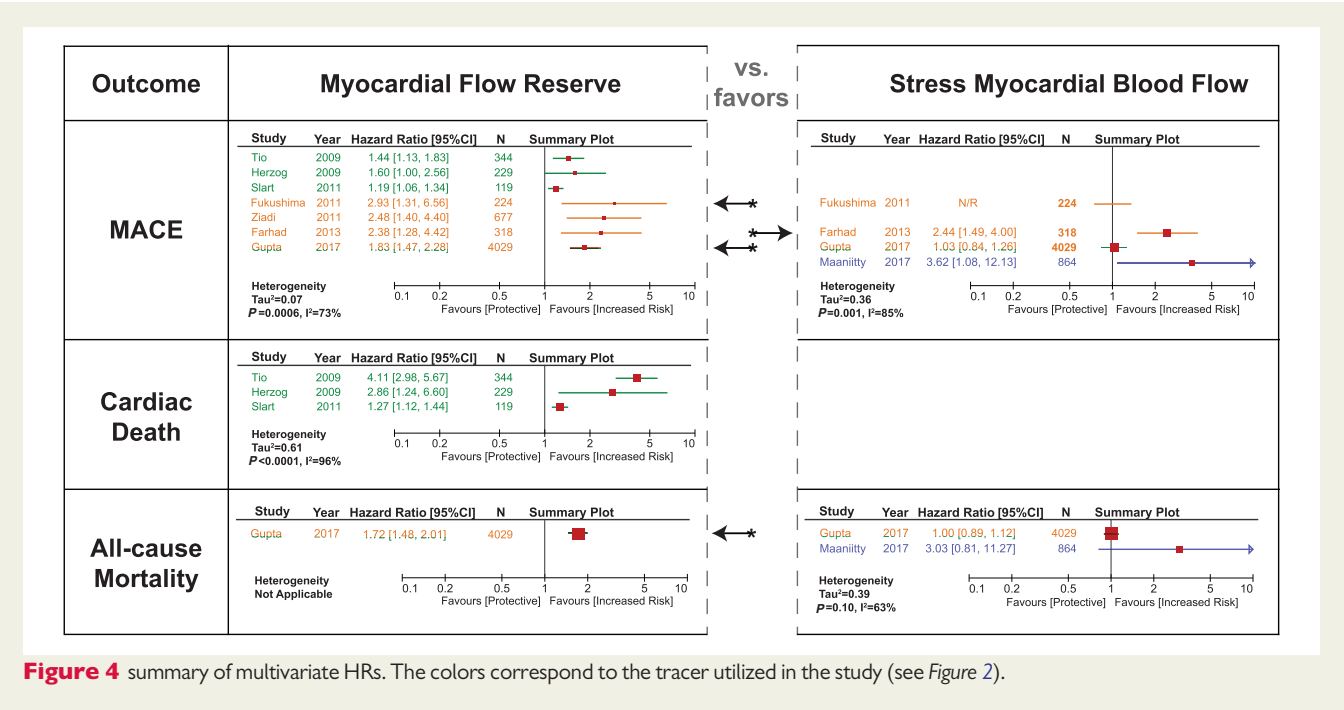 Outcome
Myocardial Flow Reserve
vs.
favors
Stress Myocardial Blood Flow
MACE
Study Year Hazard Ratio [95%CI] N Summary Plot
Tio 2009 1.44 [1.13, 1.83] 344
Herzog 2009 1.60 [1.00, 2.56] 229
Slart 2011 1.19 [1.06, 1.34] 119
Fukushima 2011 2.93 [1.31, 6.56] 224
Ziadi 2011 2.48 [1.40, 4.40] 677
Farhad 2013 2.38 [1.28, 4.42] 318
Gupta 2017 1.83 [1.47, 2.28] 4029
Heterogeneity
Tau²=0.07
P=0.0006, I²=73%
0.1 0.2 0.5 1 2 5 10
Favours [Protective] Favours [Increased Risk]
*
*
*
Study Year Hazard Ratio [95%CI] N Summary Plot
Fukushima 2011 N/R 224
Farhad 2013 2.44 [1.49, 4.00] 318
Gupta 2017 1.03 [0.84, 1.26] 4029
Maaniitty 2017 3.62 [1.08, 12.13] 864
Heterogeneity
Tau²=0.36
P=0.001, I²=85%
0.1 0.2 0.5 1 2 5 10
Favours [Protective] Favours [Increased Risk]
Cardiac
Death
Study Year Hazard Ratio [95%CI] N Summary Plot
Tio 2009 4.11 [2.98, 5.67] 344
Herzog 2009 2.86 [1.24, 6.60] 229
Slart 2011 1.27 [1.12, 1.44] 119
Heterogeneity
Tau²=0.61
P<0.0001, I²=96%
0.1 0.2 0.5 1 2 5 10
Favours [Protective] Favours [Increased Risk]
All-cause
Mortality
Study Year Hazard Ratio [95%CI] N Summary Plot
Gupta 2017 1.72 [1.48, 2.01] 4029
Heterogeneity
Not Applicable
0.1 0.2 0.5 1 2 5 10
Favours [Protective] Favours [Increased Risk]
*
Study Year Hazard Ratio [95%CI] N Summary Plot
Gupta 2017 1.00 [0.89, 1.12] 4029
Maaniitty 2017 3.03 [0.81, 11.27] 864
Heterogeneity
Tau²=0.39
P=0.10, I²=63%
0.1 0.2 0.5 1 2 5 10
Favours [Protective] Favours [Increased Risk]
Figure 4 summary of multivariate HRs. The colors correspond to the tracer utilized in the study (see Figure 2).